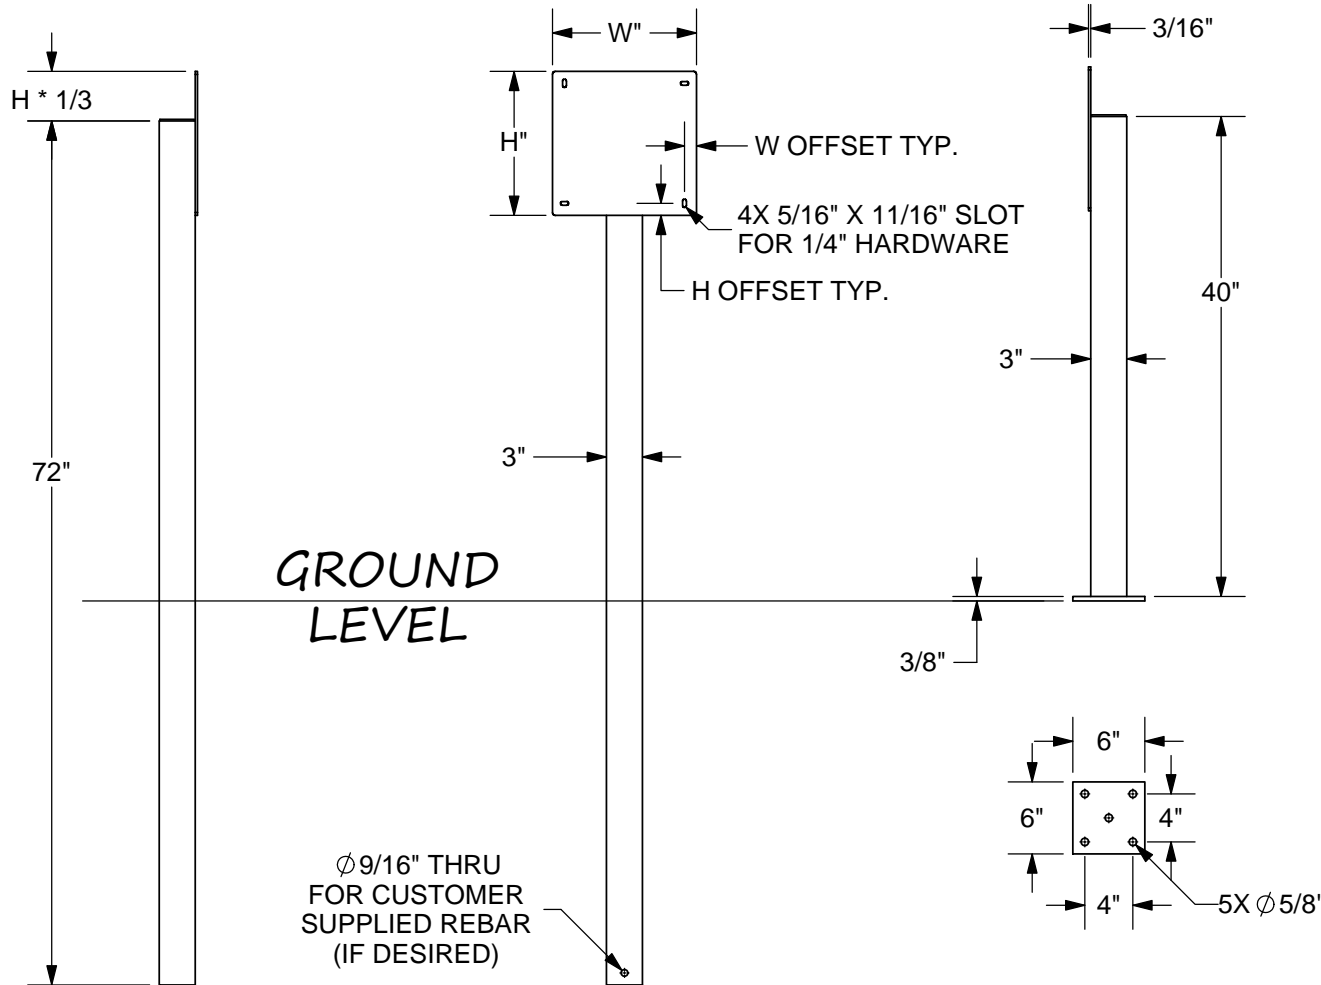 W"
3/16"
H * 1/3
H"
W OFFSET TYP.
4X 5/16" X 11/16" SLOT
FOR 1/4" HARDWARE
H OFFSET TYP.
40"
3"
3"
72"
GROUND
LEVEL
3/8"
6"
6"
4"
4"
5X ∅5/8'
∅9/16" THRU
FOR CUSTOMER
SUPPLIED REBAR
(IF DESIRED)